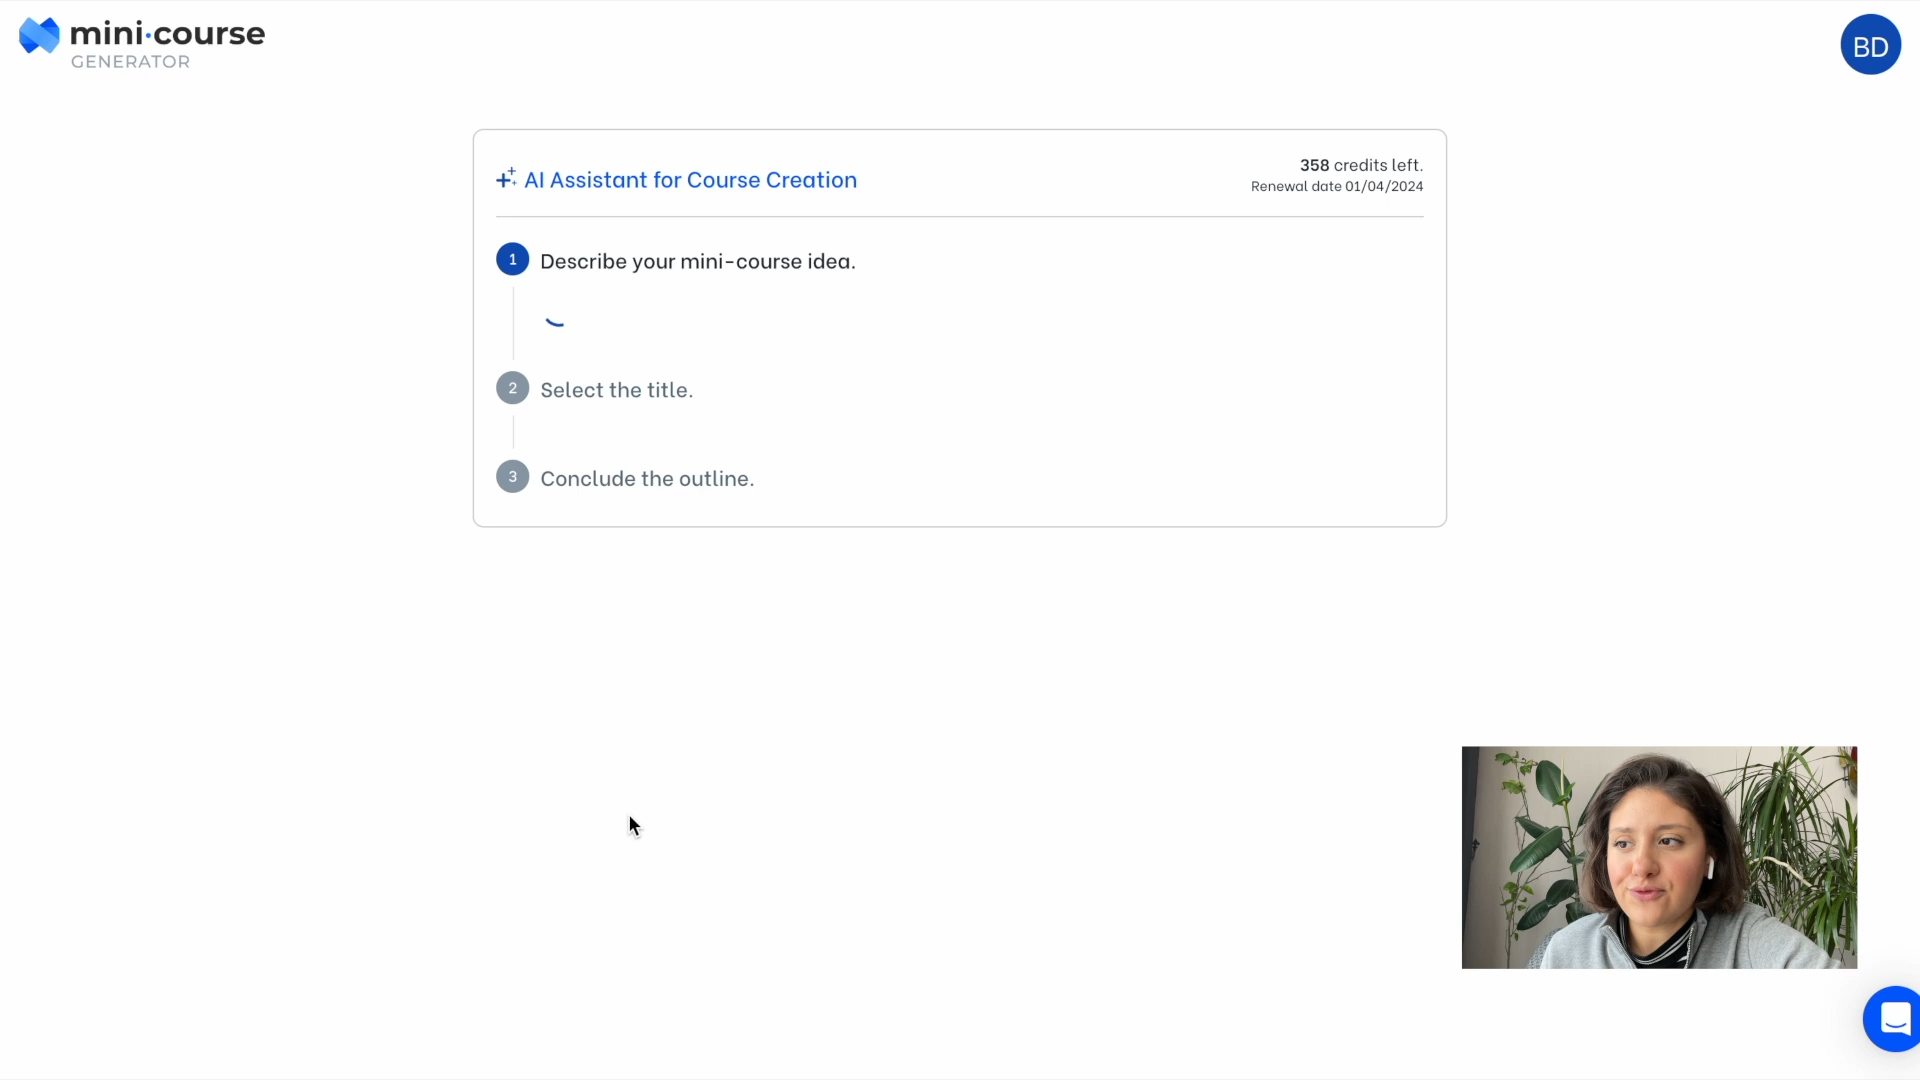 mini·course
GENERATOR
BD
AI Assistant for Course Creation
358 credits left.
Renewal date 01/04/2024
1 Describe your mini-course idea.
2 Select the title.
3 Conclude the outline.